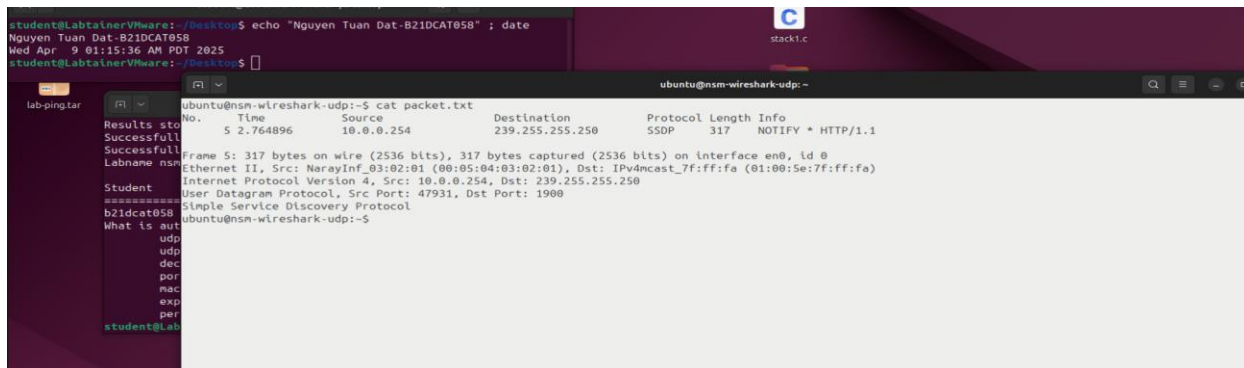 student@LabtainerVMware:~/Desktop$ echo "Nguyen Tuan Dat-B21DCAT058" ; date
Nguyen Tuan Dat-B21DCAT058
Wed Apr  9 01:15:36 AM PDT 2025
student@LabtainerVMware:~/Desktop$
stack1.c
lab-ping.tar
Results sto
Successfull
Successfull
Labname nsm
Student
===========
b21dcat058
What is aut
udp
udp
dec
por
mac
exp
per
student@Lab
ubuntu@nsm-wireshark-udp: ~
ubuntu@nsm-wireshark-udp:~$ cat packet.txt
No.     Time           Source                Destination           Protocol Length Info
      5 2.764896       10.0.0.254            239.255.255.250       SSDP     317    NOTIFY * HTTP/1.1
Frame 5: 317 bytes on wire (2536 bits), 317 bytes captured (2536 bits) on interface en0, id 0
Ethernet II, Src: NarayInf_03:02:01 (00:05:04:03:02:01), Dst: IPv4mcast_7f:ff:fa (01:00:5e:7f:ff:fa)
Internet Protocol Version 4, Src: 10.0.0.254, Dst: 239.255.255.250
User Datagram Protocol, Src Port: 47931, Dst Port: 1900
Simple Service Discovery Protocol
ubuntu@nsm-wireshark-udp:~$